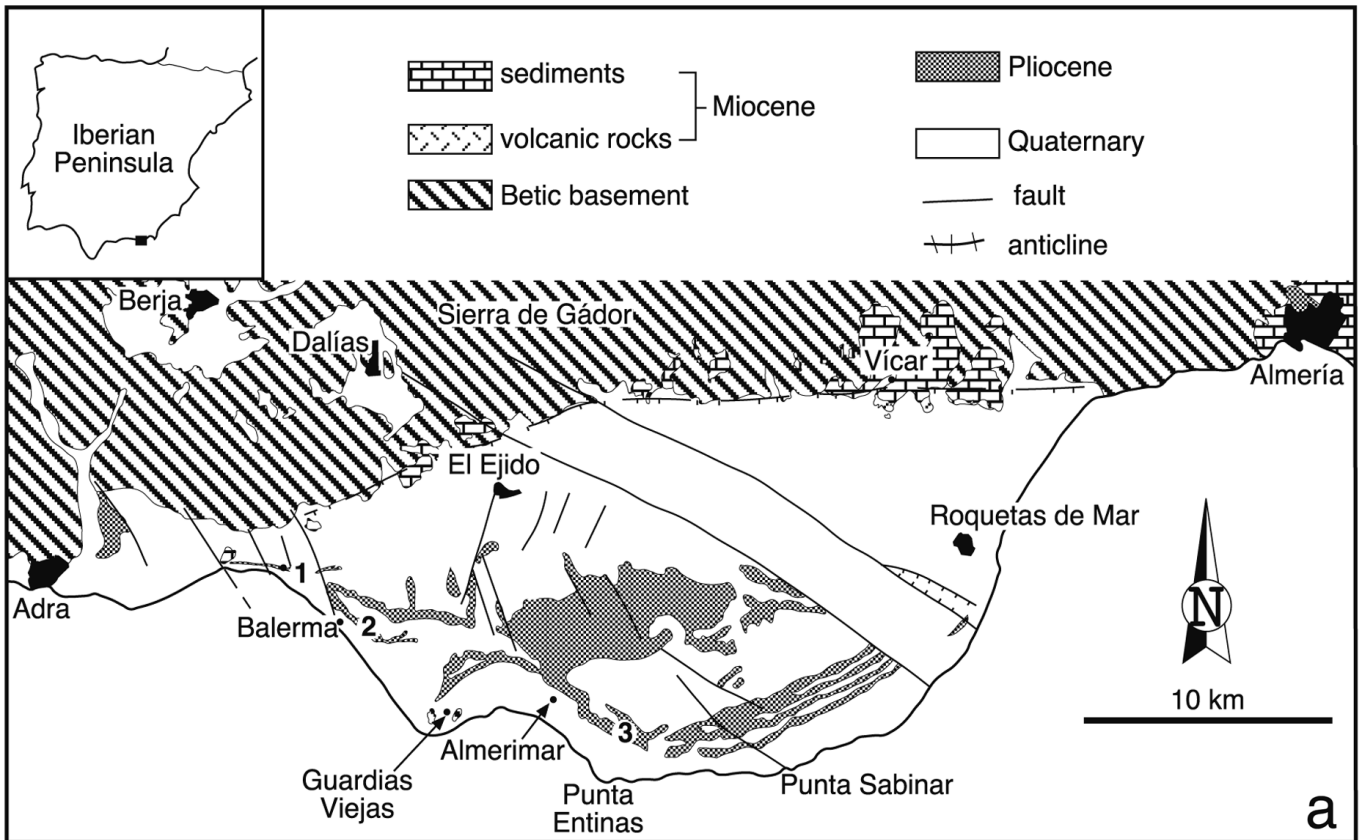 Iberian
Peninsula
sediments
volcanic rocks
Miocene
Betic basement
Pliocene
Quaternary
fault
anticline
Berja
Dalías
Sierra de Gádor
Vícar
Almería
El Ejido
Roquetas de Mar
Adra
1
Balerma
2
N
10 km
3
Almerimar
Guardias
Viejas
Punta
Entinas
Punta Sabinar
a